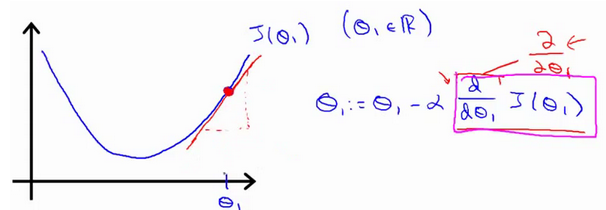 J(θ₁) (θ₁ ∈ ℝ)
∂/∂θ₁
θ₁ := θ₁ - α d/dθ₁ J(θ₁)
θ₁